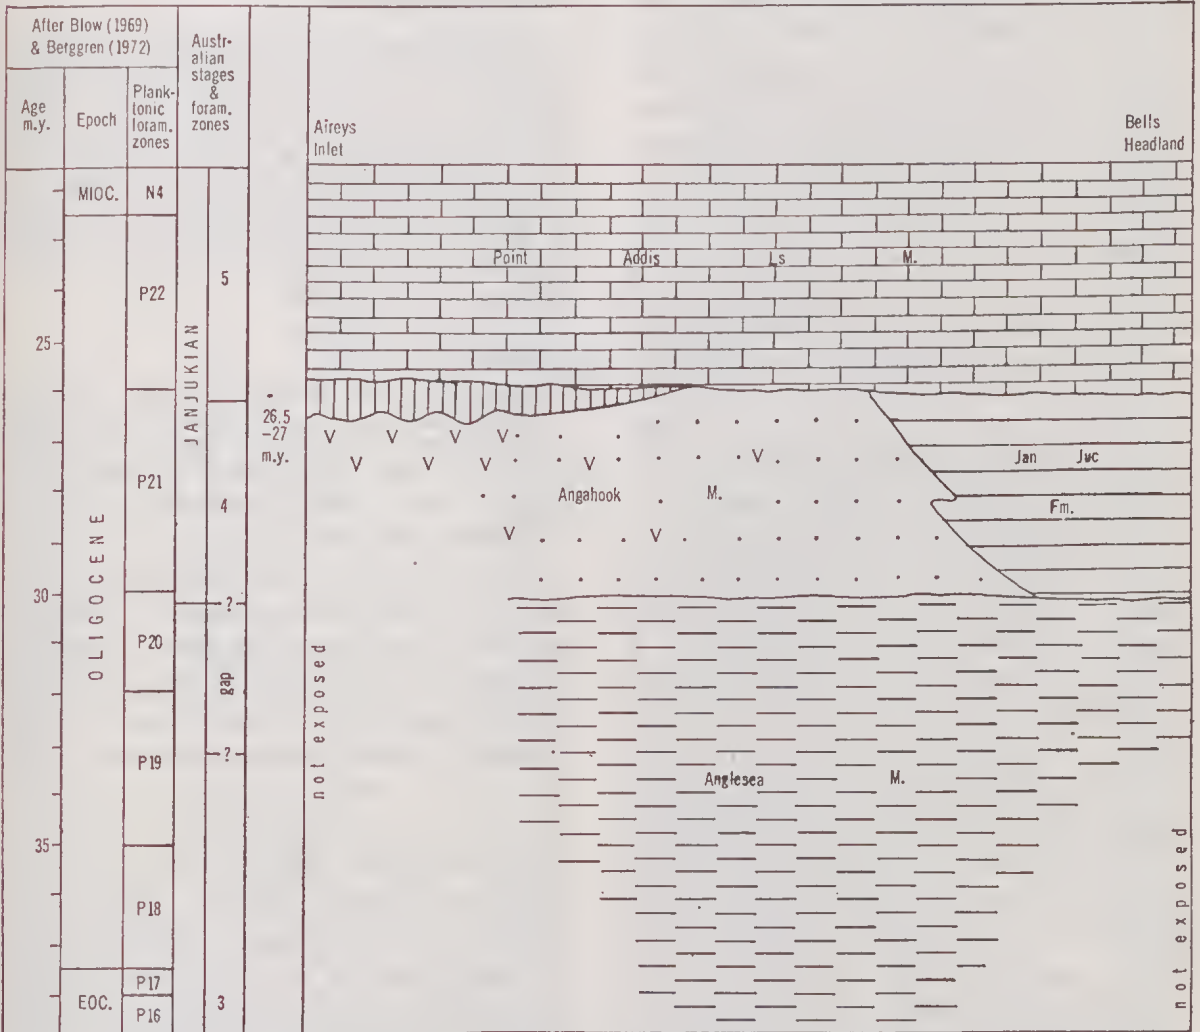 After Blow (1969)
& Berggren (1972)
Austr-
alian
stages
&
foram.
zones
Age
m.y.
Epoch
Plank-
tonic
foram.
zones
Aireys
Inlet
Bells
Headland
MIOC.
N4
Point Addis Ls M.
P22
5
25
JANJUKIAN
26.5
-27
m.y.
V V V V
V V V V V
Jan Juc
P21
Angahook M.
4
Fm.
V V
OLIGOCENE
30
?
P20
gap
not exposed
?
P19
Anglesea M.
35
not exposed
P18
P17
EOC.
3
P16